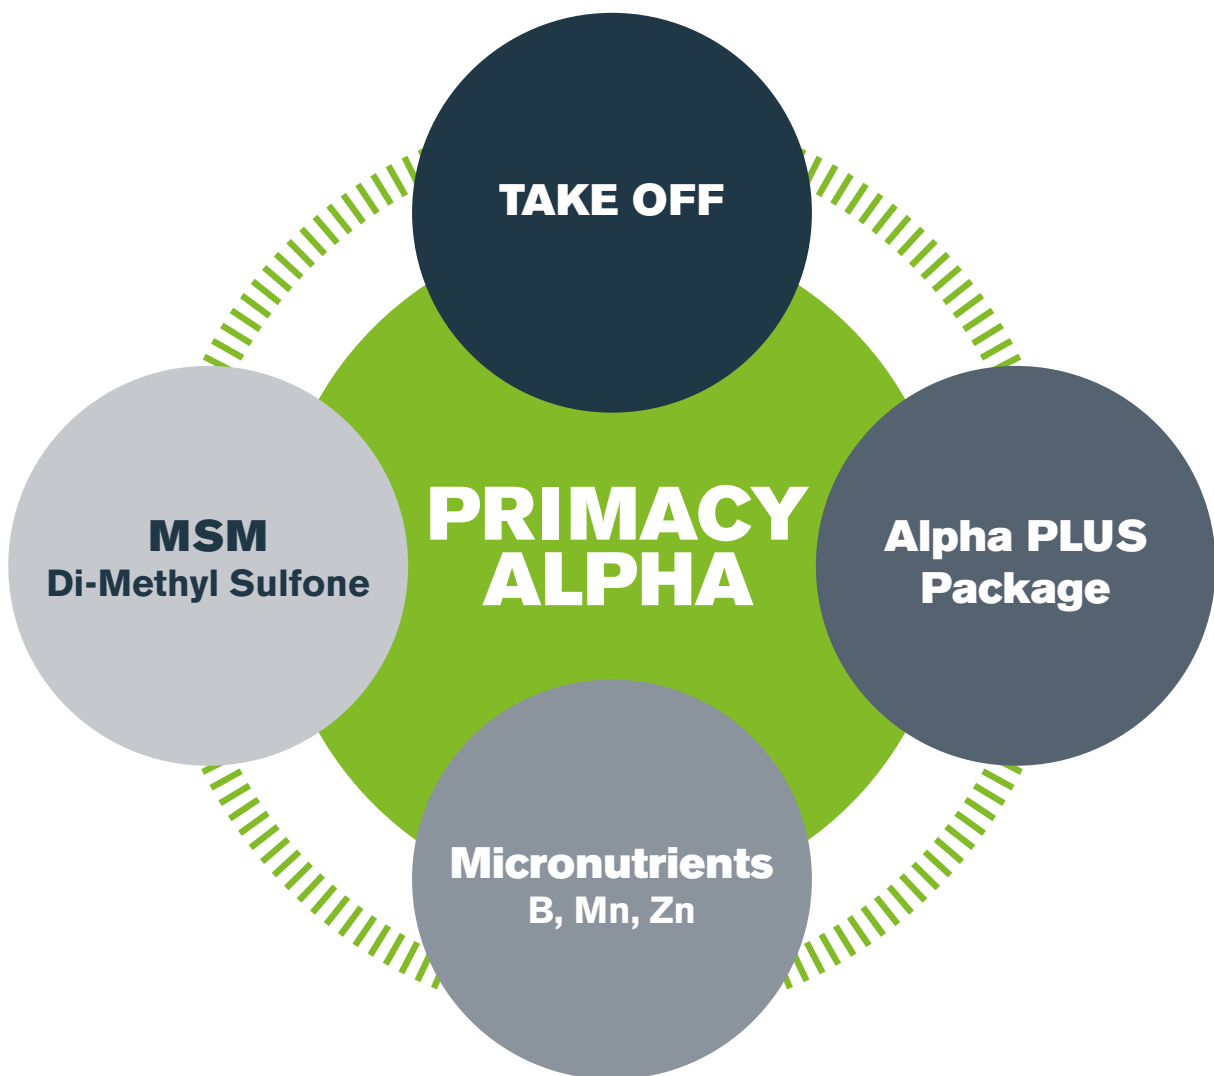 TAKE OFF
MSM
Di-Methyl Sulfone
PRIMACY
ALPHA
Alpha PLUS
Package
Micronutrients
B, Mn, Zn